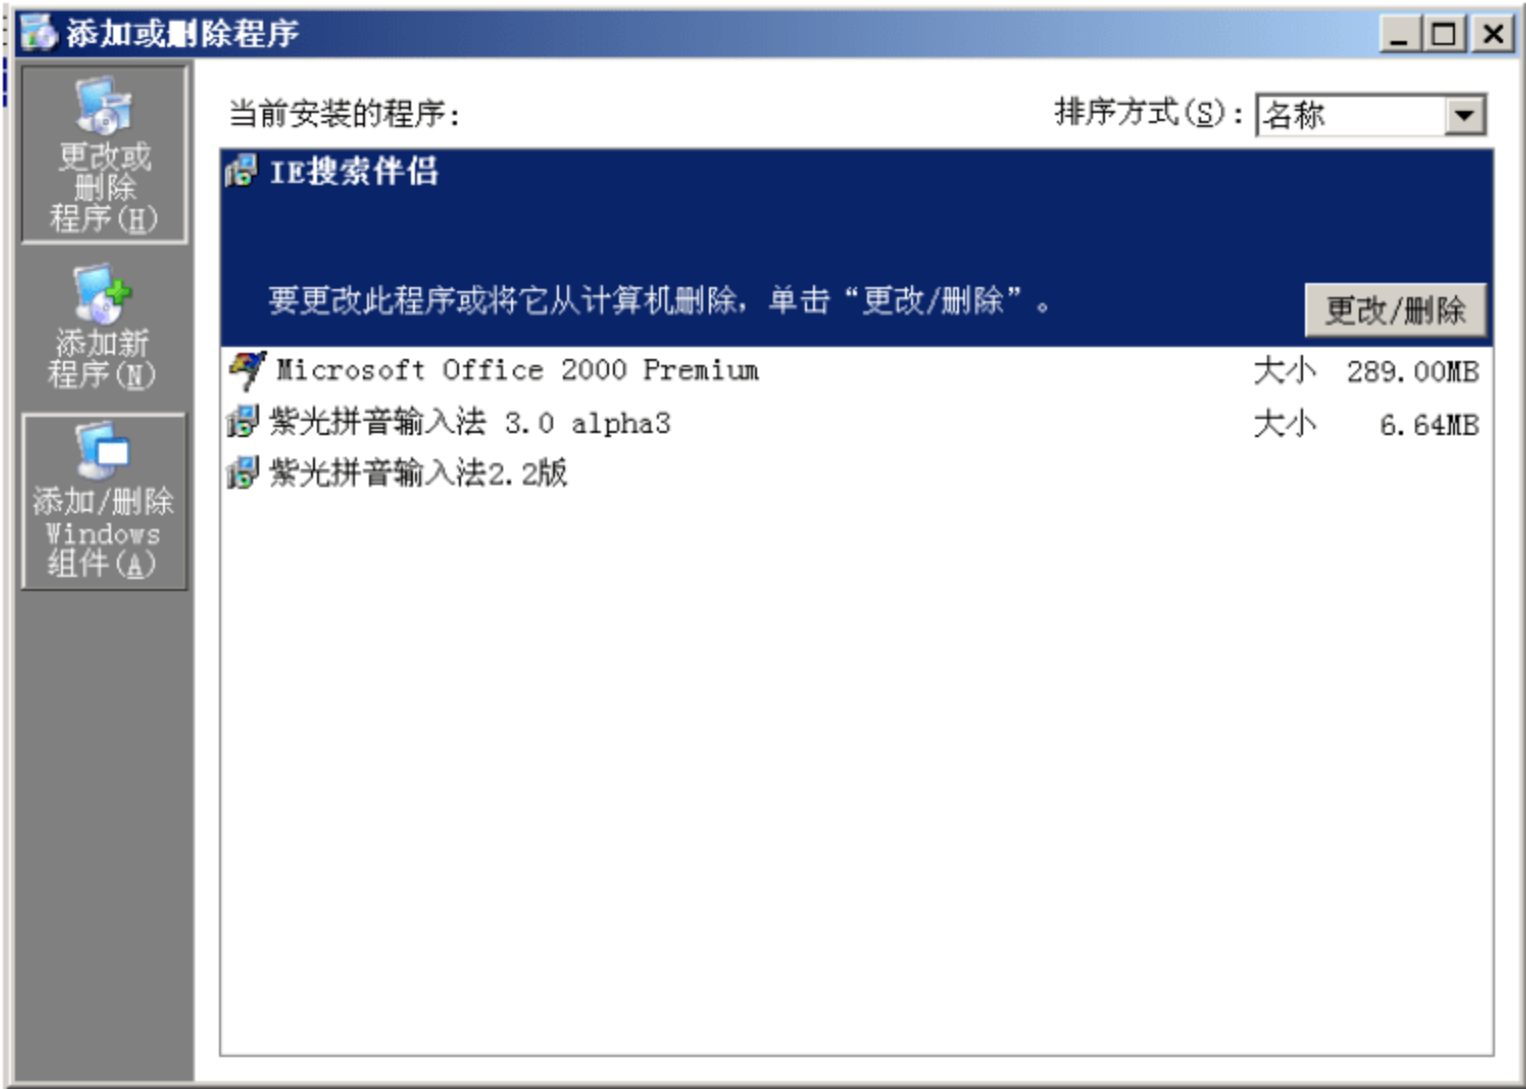 添加或删除程序
更改或
删除
程序(H)
添加新
程序(N)
添加/删除
Windows
组件(A)
当前安装的程序:
排序方式(S): 名称
IE搜索伴侣
要更改此程序或将它从计算机删除，单击“更改/删除”。
更改/删除
Microsoft Office 2000 Premium 大小 289.00MB
紫光拼音输入法 3.0 alpha3 大小 6.64MB
紫光拼音输入法2.2版